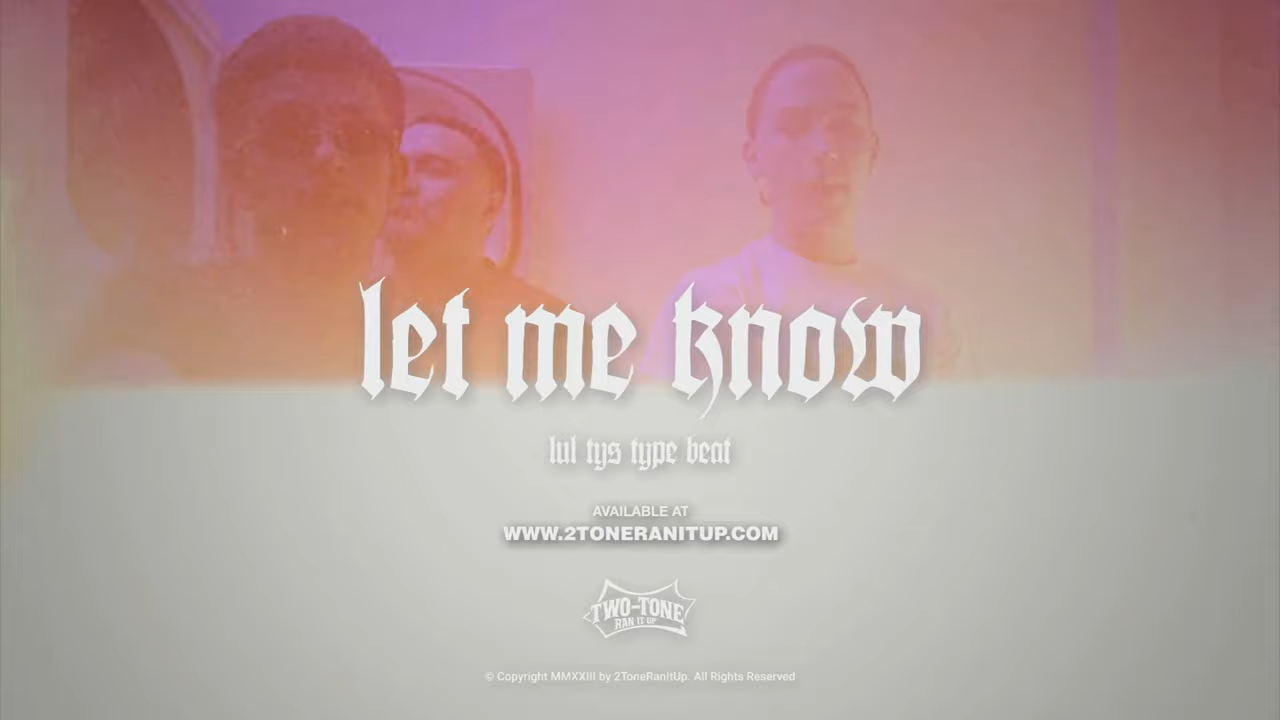 let me know
lul tys type beat
AVAILABLE AT
WWW.2TONERANITUP.COM
TWO-TONE
RAN IT UP
© Copyright MMXXIII by 2ToneRanItUp. All Rights Reserved